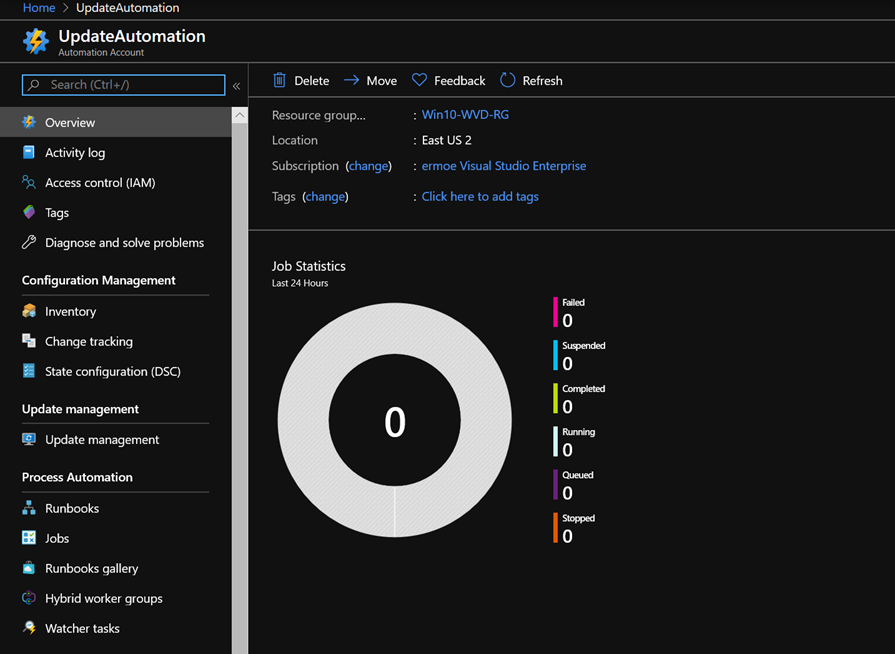 Home > UpdateAutomation
UpdateAutomation
Automation Account
Search (Ctrl+/)
«
Overview
Activity log
Access control (IAM)
Tags
Diagnose and solve problems
Configuration Management
Inventory
Change tracking
State configuration (DSC)
Update management
Update management
Process Automation
Runbooks
Jobs
Runbooks gallery
Hybrid worker groups
Watcher tasks
Delete Move Feedback Refresh
Resource group... : Win10-WVD-RG
Location : East US 2
Subscription (change) : ermoe Visual Studio Enterprise
Tags (change) : Click here to add tags
Job Statistics
Last 24 Hours
0
Failed
0
Suspended
0
Completed
0
Running
0
Queued
0
Stopped
0